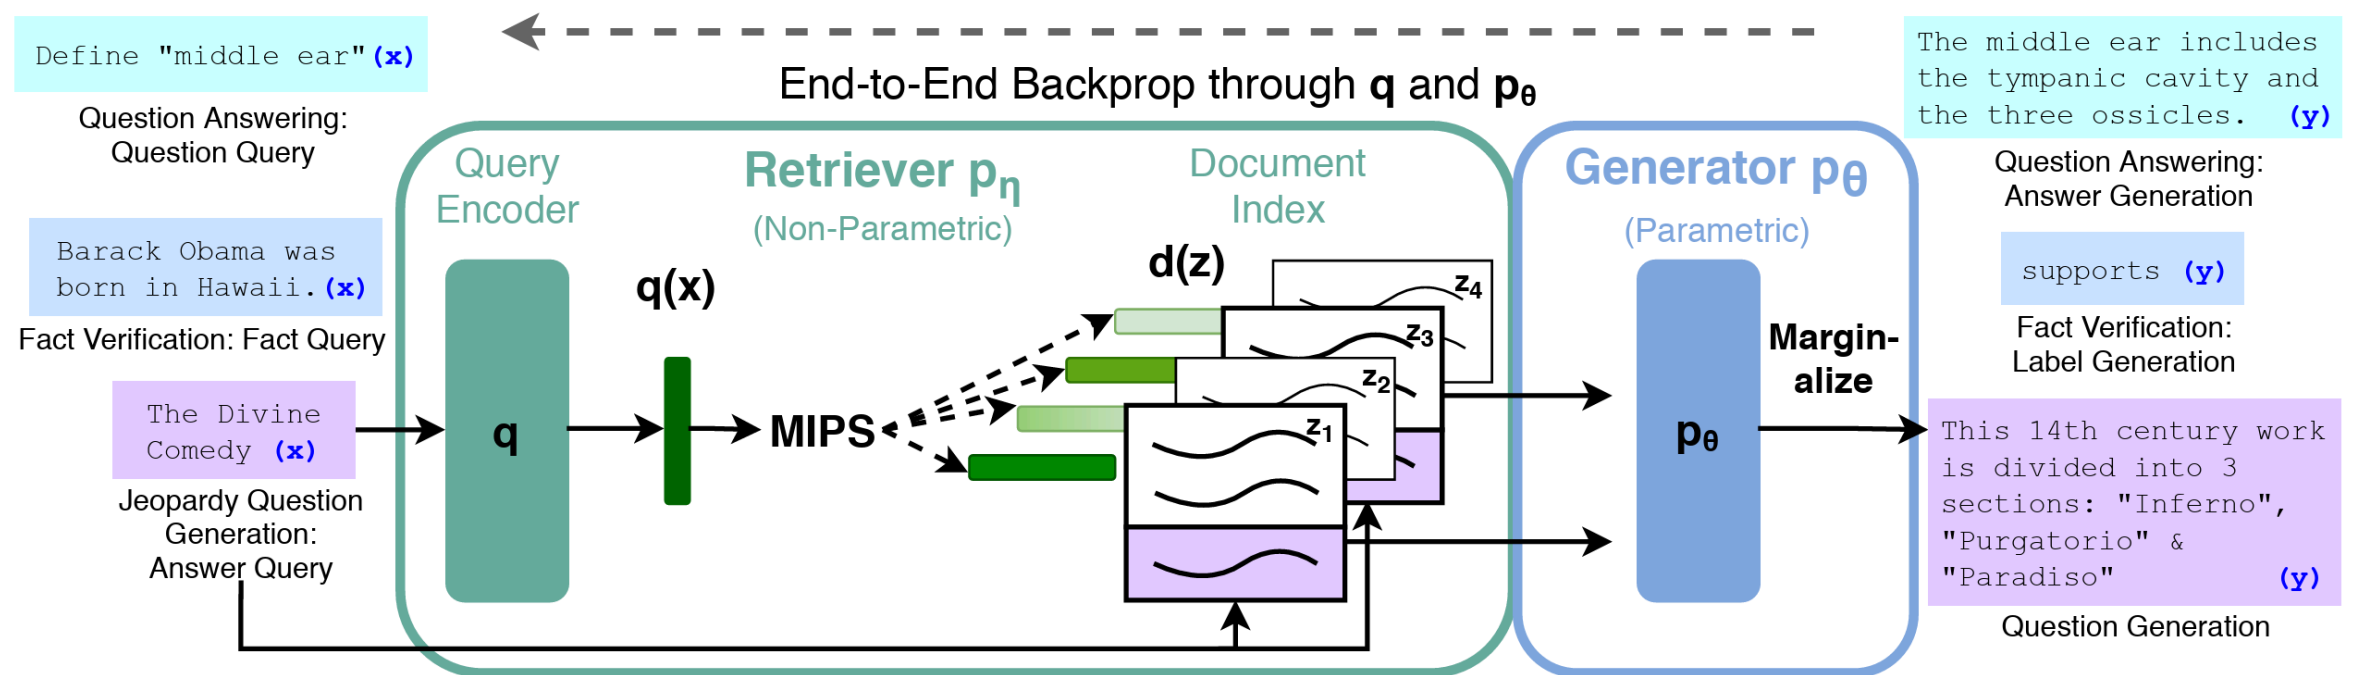 Define "middle ear"(x)
Question Answering:
Question Query
Barack Obama was
born in Hawaii.(x)
Fact Verification: Fact Query
The Divine
Comedy (x)
Jeopardy Question
Generation:
Answer Query
End-to-End Backprop through q and pθ
Query
Encoder
Retriever pη
(Non-Parametric)
Document
Index
q
q(x)
MIPS
d(z)
z4
z3
z2
z1
Generator pθ
(Parametric)
pθ
Margin-
alize
The middle ear includes
the tympanic cavity and
the three ossicles. (y)
Question Answering:
Answer Generation
supports (y)
Fact Verification:
Label Generation
This 14th century work
is divided into 3
sections: "Inferno",
"Purgatorio" &
"Paradiso" (y)
Question Generation